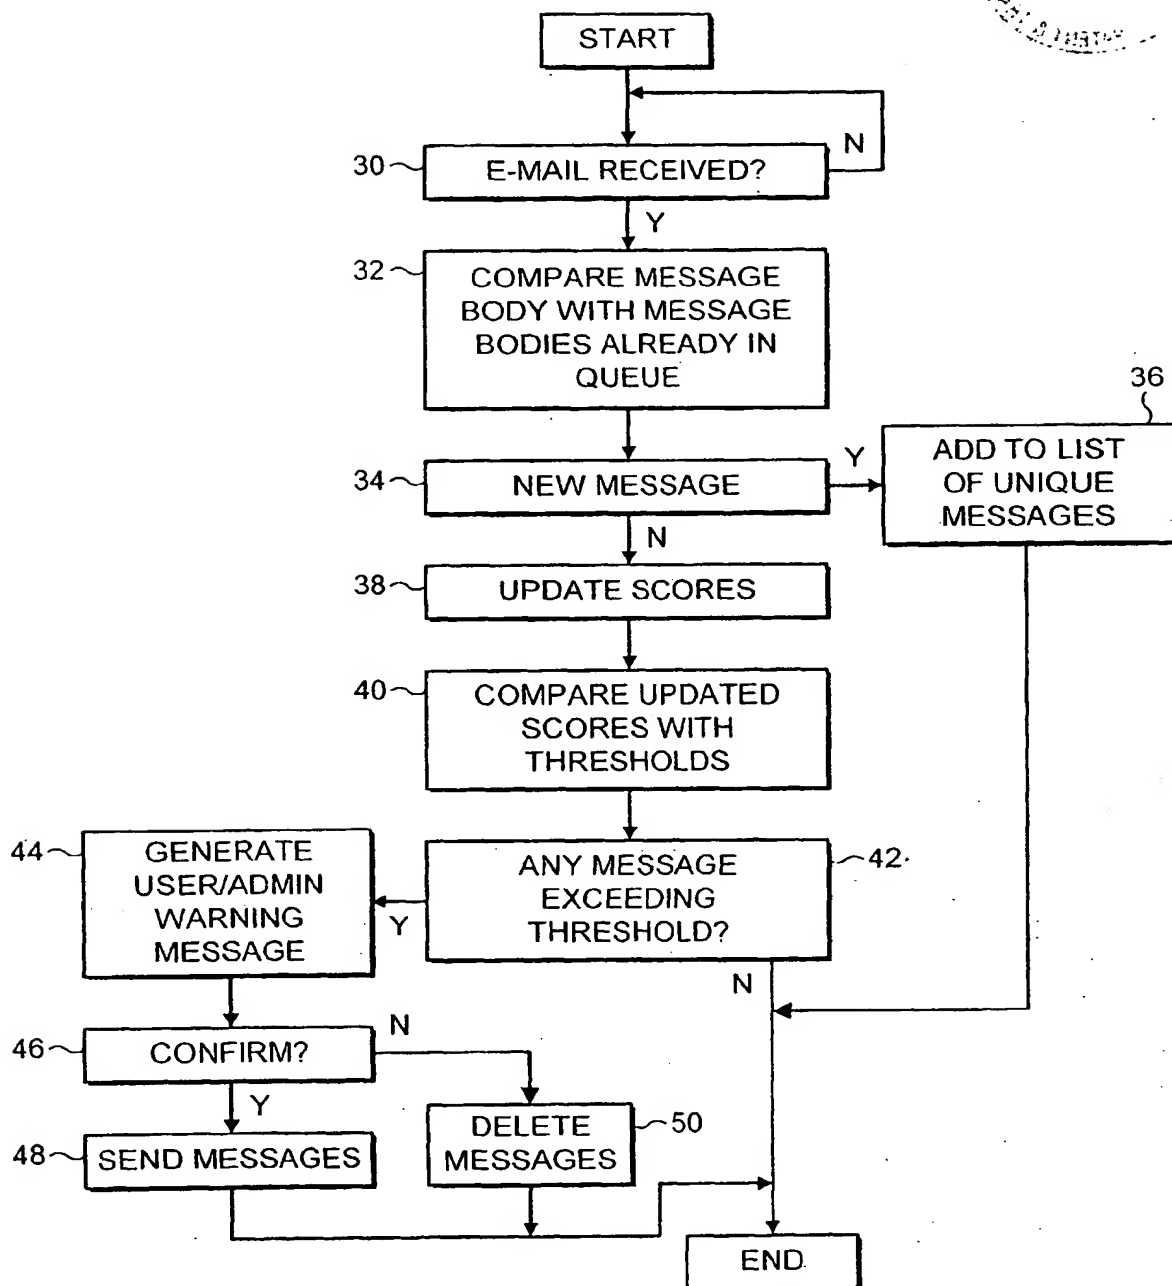 START
N
30
E-MAIL RECEIVED?
Y
32
COMPARE MESSAGE
BODY WITH MESSAGE
BODIES ALREADY IN
QUEUE
36
34
NEW MESSAGE
Y
ADD TO LIST
OF UNIQUE
MESSAGES
N
38
UPDATE SCORES
40
COMPARE UPDATED
SCORES WITH
THRESHOLDS
44
GENERATE
USER/ADMIN
WARNING
MESSAGE
Y
ANY MESSAGE
EXCEEDING
THRESHOLD?
42
N
46
CONFIRM?
N
Y
48
SEND MESSAGES
DELETE
MESSAGES
50
END